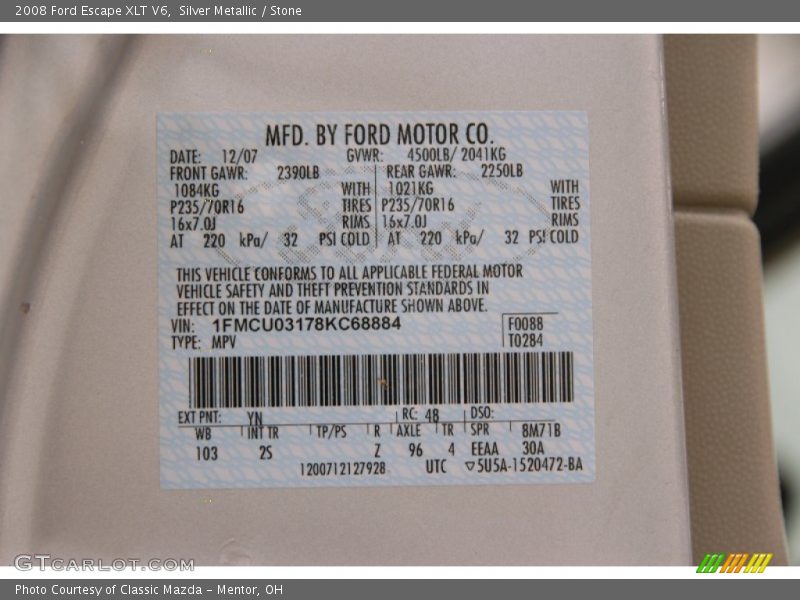 2008 Ford Escape XLT V6, Silver Metallic / Stone
MFD. BY FORD MOTOR CO.
DATE: 12/07 GVWR: 4500LB/ 2041KG
FRONT GAWR: 2390LB REAR GAWR: 2250LB
1084KG WITH 1021KG WITH
P235/70R16 TIRES P235/70R16 TIRES
16x7.0J RIMS 16x7.0J RIMS
AT 220 kPa/ 32 PSI COLD AT 220 kPa/ 32 PSI COLD
THIS VEHICLE CONFORMS TO ALL APPLICABLE FEDERAL MOTOR
VEHICLE SAFETY AND THEFT PREVENTION STANDARDS IN
EFFECT ON THE DATE OF MANUFACTURE SHOWN ABOVE.
VIN: 1FMCU03178KC68884 F0088
TYPE: MPV T0284
EXT PNT: YN RC: 48 DSO:
WB INT TR TP/PS R AXLE TR SPR 8M71B
103 2S Z 96 4 EEAA 30A
1200712127928 UTC ▽5U5A-1520472-BA
GTCARLOT.COM
Photo Courtesy of Classic Mazda - Mentor, OH